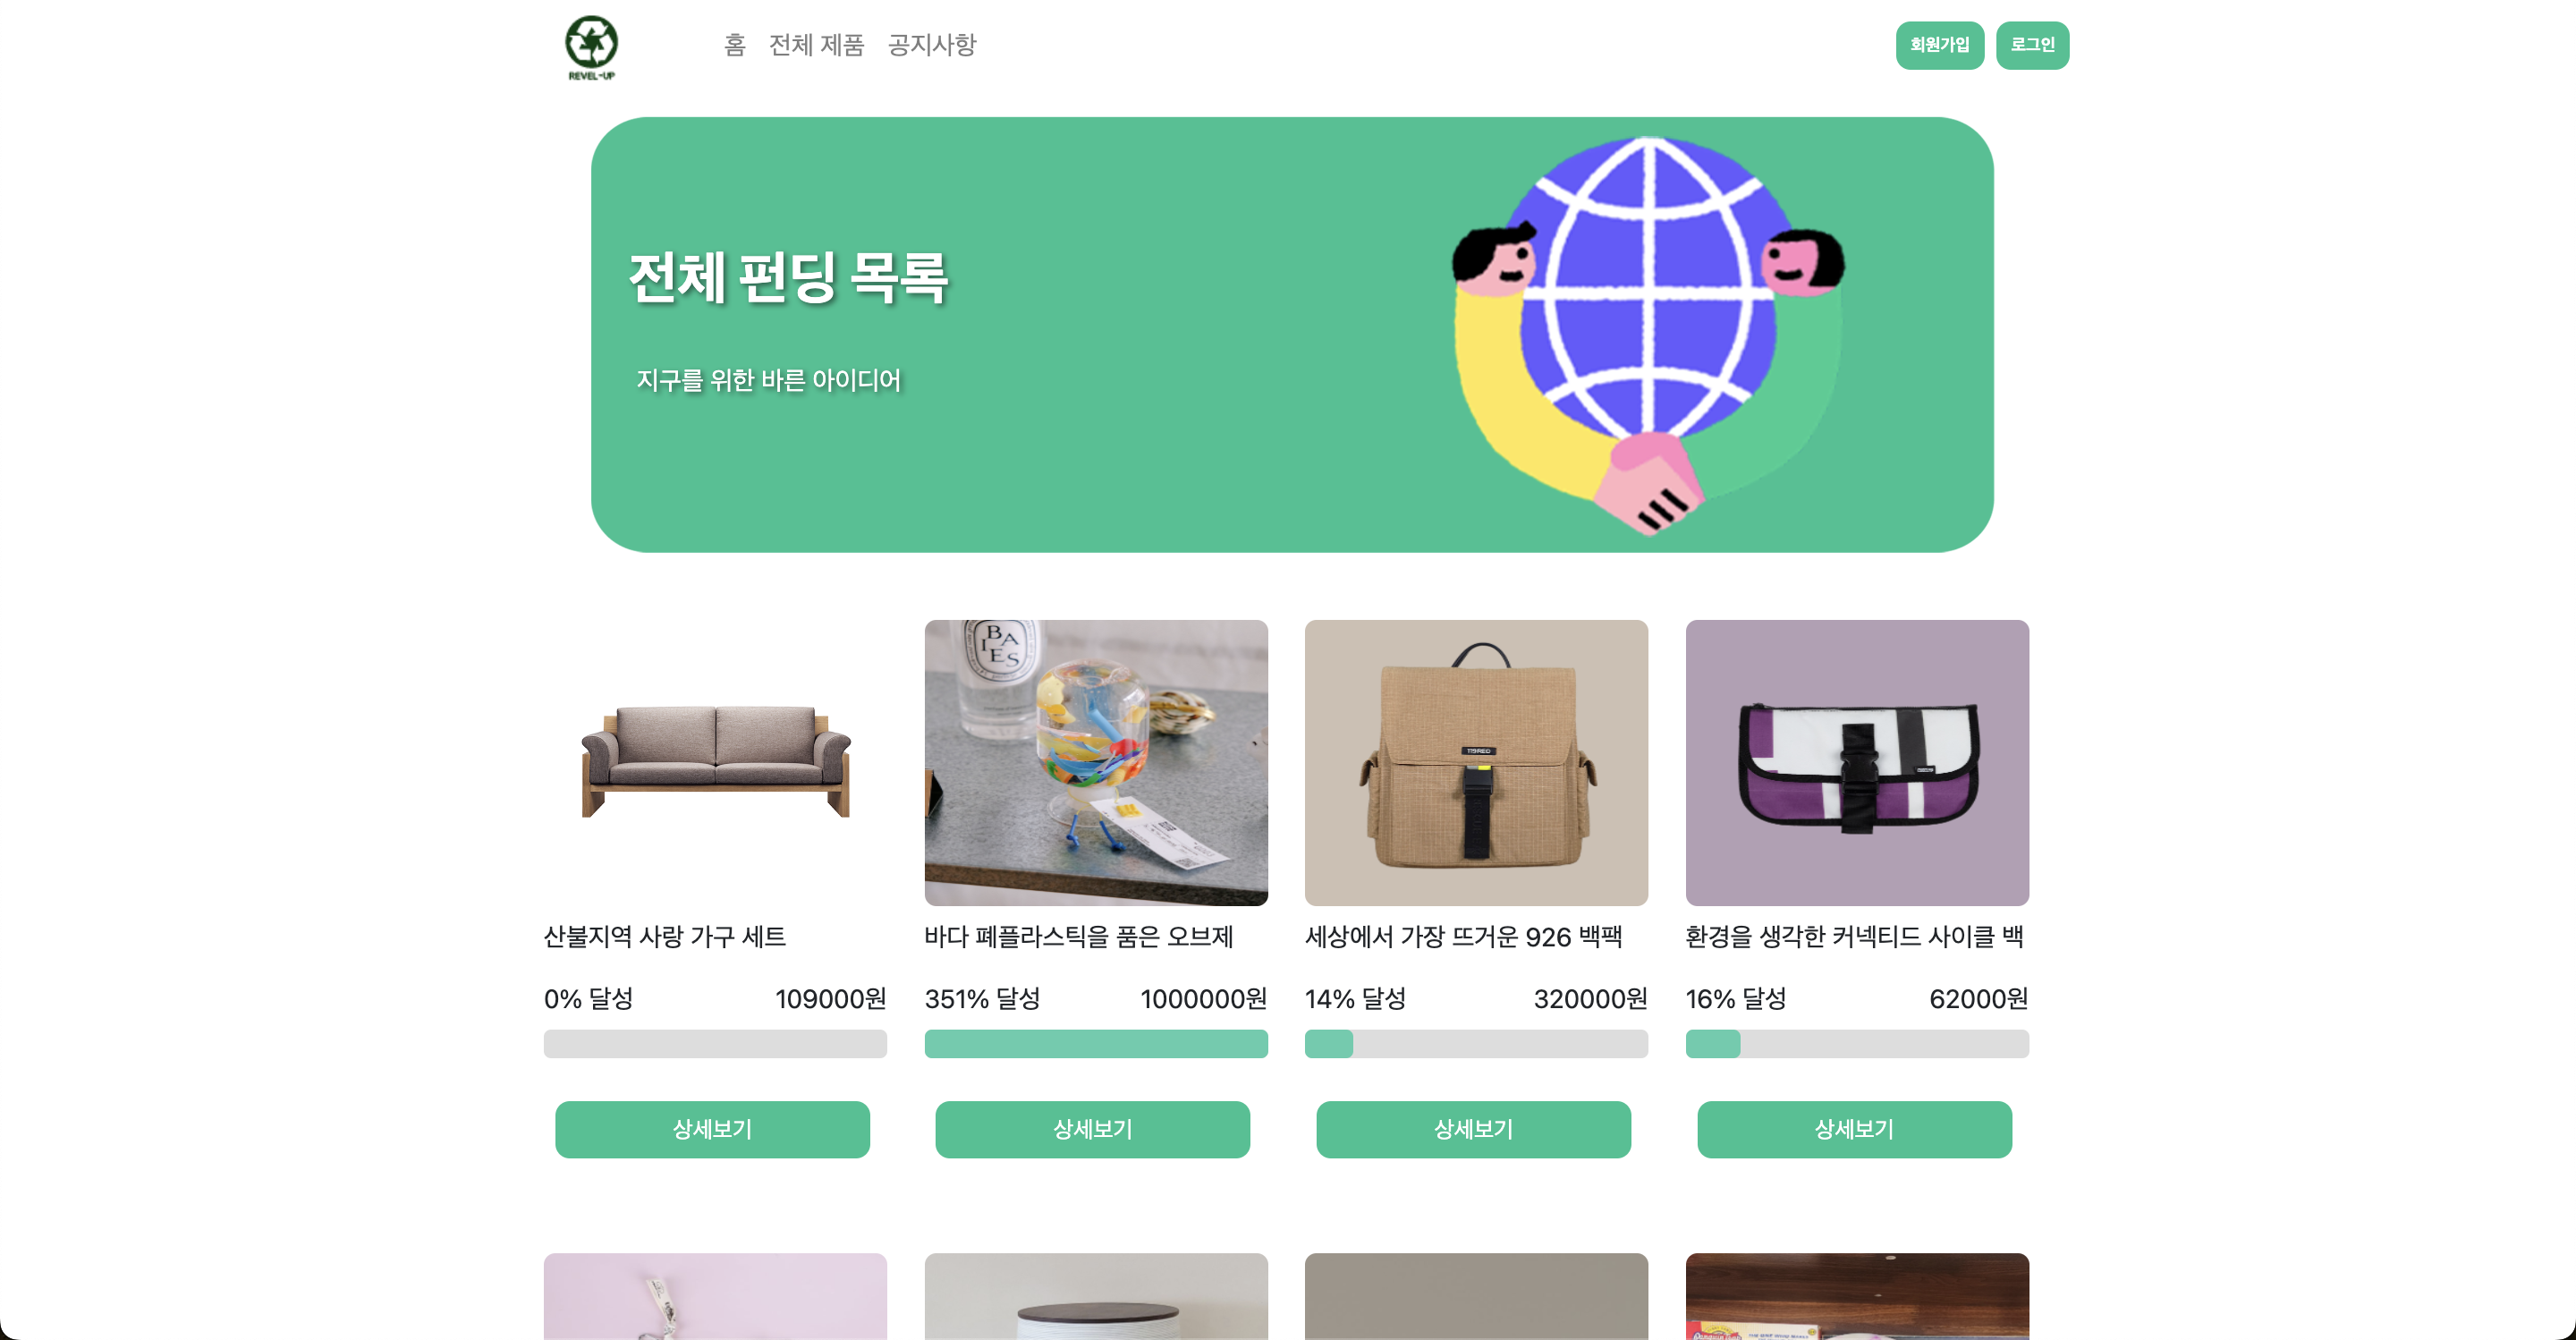 REVEL-UP
홈 전체 제품 공지사항
회원가입 로그인
전체 펀딩 목록
지구를 위한 바른 아이디어
BA
IES
산불지역 사랑 가구 세트
0% 달성 109000원
상세보기
바다 폐플라스틱을 품은 오브제
351% 달성 1000000원
상세보기
세상에서 가장 뜨거운 926 백팩
14% 달성 320000원
상세보기
환경을 생각한 커넥티드 사이클 백
16% 달성 62000원
상세보기